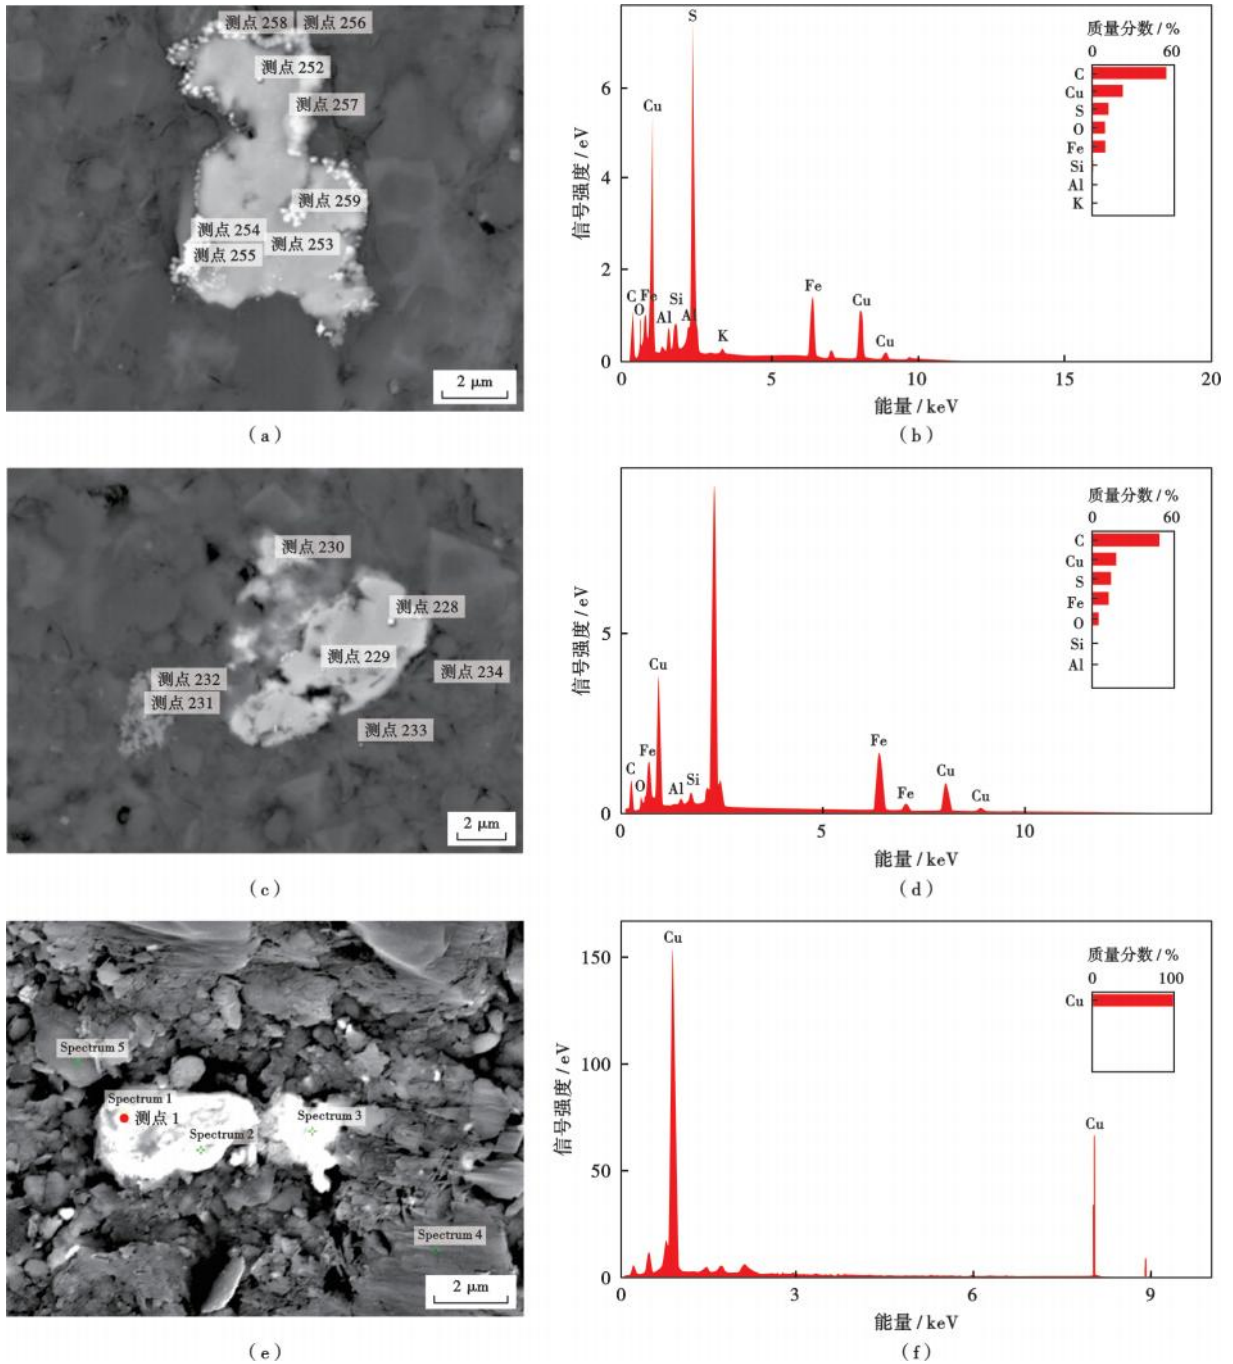 测点 258
测点 256
测点 252
测点 257
测点 259
测点 254
测点 253
测点 255
2 μm
(a)
S
Cu
C
O
Fe
Al
Si
Al
K
Fe
Cu
Cu
信号强度/eV
6
4
2
0
0
5
10
15
20
能量/keV
质量分数/%
0
60
C
Cu
S
O
Fe
Si
Al
K
(b)
测点 230
测点 228
测点 229
测点 234
测点 232
测点 231
测点 233
2 μm
(c)
信号强度/eV
5
0
C
O
Fe
Cu
Al
Si
Fe
Fe
Cu
Cu
0
5
10
能量/keV
质量分数/%
0
60
C
Cu
S
Fe
O
Si
Al
(d)
Spectrum 5
Spectrum 1
测点 1
Spectrum 2
Spectrum 3
Spectrum 4
2 μm
(e)
信号强度/eV
150
100
50
0
Cu
Cu
0
3
6
9
能量/keV
质量分数/%
0
100
Cu
(f)